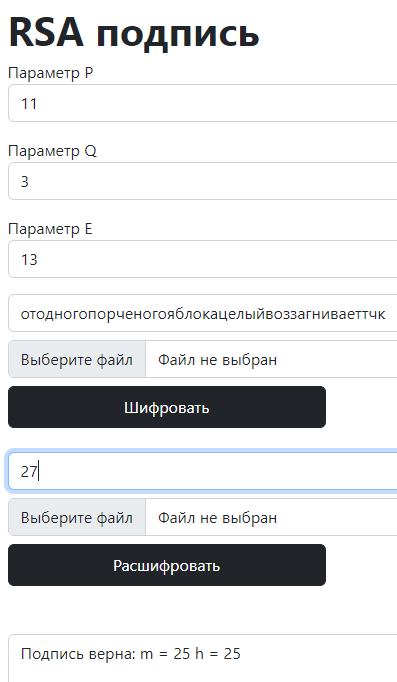 RSA подпись
Параметр P
11
Параметр Q
3
Параметр E
13
отодногопорченогояблокацелыйвоззагниваеттчк
Выберите файл Файл не выбран
Шифровать
27
Выберите файл Файл не выбран
Расшифровать
Подпись верна: m = 25 h = 25